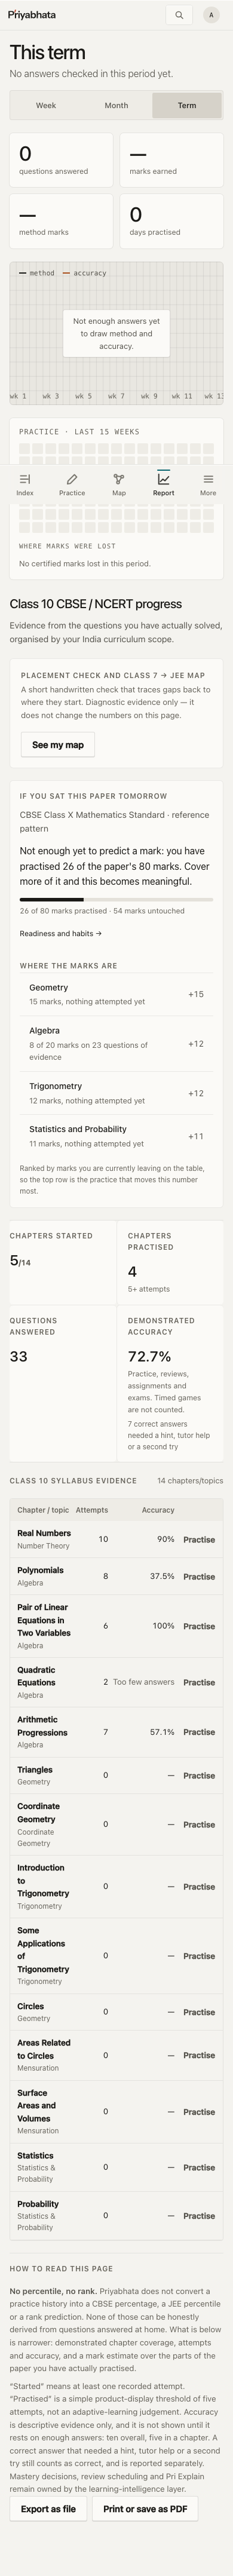 Priyabhata
A
This term
No answers checked in this period yet.
Week Month Term
0
questions answered
—
marks earned
—
method marks
0
days practised
method accuracy
Not enough answers yet
to draw method and
accuracy.
wk 1 wk 3 wk 5 wk 7 wk 9 wk 11 wk 13
PRACTICE · LAST 15 WEEKS
Index Practice Map Report More
WHERE MARKS WERE LOST
No certified marks lost in this period.
Class 10 CBSE / NCERT progress
Evidence from the questions you have actually solved,
organised by your India curriculum scope.
PLACEMENT CHECK AND CLASS 7 → JEE MAP
A short handwritten check that traces gaps back to
where they start. Diagnostic evidence only — it
does not change the numbers on this page.
See my map
IF YOU SAT THIS PAPER TOMORROW
CBSE Class X Mathematics Standard · reference
pattern
Not enough yet to predict a mark: you have
practised 26 of the paper's 80 marks. Cover
more of it and this becomes meaningful.
26 of 80 marks practised · 54 marks untouched
Readiness and habits →
WHERE THE MARKS ARE
Geometry
15 marks, nothing attempted yet
+15
Algebra
8 of 20 marks on 23 questions of
evidence
+12
Trigonometry
12 marks, nothing attempted yet
+12
Statistics and Probability
11 marks, nothing attempted yet
+11
Ranked by marks you are currently leaving on the table,
so the top row is the practice that moves this number
most.
CHAPTERS STARTED
5/14
CHAPTERS
PRACTISED
4
5+ attempts
QUESTIONS
ANSWERED
33
DEMONSTRATED
ACCURACY
72.7%
Practice, reviews,
assignments and
exams. Timed games
are not counted.
7 correct answers
needed a hint, tutor help
or a second try
CLASS 10 SYLLABUS EVIDENCE 14 chapters/topics
Chapter / topic Attempts Accuracy
Real Numbers
Number Theory
10 90% Practise
Polynomials
Algebra
8 37.5% Practise
Pair of Linear
Equations in
Two Variables
Algebra
6 100% Practise
Quadratic
Equations
Algebra
2 Too few answers Practise
Arithmetic
Progressions
Algebra
7 57.1% Practise
Triangles
Geometry
0 — Practise
Coordinate
Geometry
Coordinate
Geometry
0 — Practise
Introduction
to
Trigonometry
Trigonometry
0 — Practise
Some
Applications
of
Trigonometry
Trigonometry
0 — Practise
Circles
Geometry
0 — Practise
Areas Related
to Circles
Mensuration
0 — Practise
Surface
Areas and
Volumes
Mensuration
0 — Practise
Statistics
Statistics &
Probability
0 — Practise
Probability
Statistics &
Probability
0 — Practise
HOW TO READ THIS PAGE
No percentile, no rank. Priyabhata does not convert a
practice history into a CBSE percentage, a JEE percentile
or a rank prediction. None of those can be honestly
derived from questions answered at home. What is below
is narrower: demonstrated chapter coverage, attempts
and accuracy, and a mark estimate over the parts of the
paper you have actually practised.
"Started" means at least one recorded attempt.
"Practised" is a simple product-display threshold of five
attempts, not an adaptive-learning judgement. Accuracy
is descriptive evidence only, and it is not shown until it
rests on enough answers: ten overall, five in a chapter. A
correct answer that needed a hint, tutor help or a second
try still counts as correct, and is reported separately.
Mastery decisions, review scheduling and Pri Explain
remain owned by the learning-intelligence layer.
Export as file Print or save as PDF